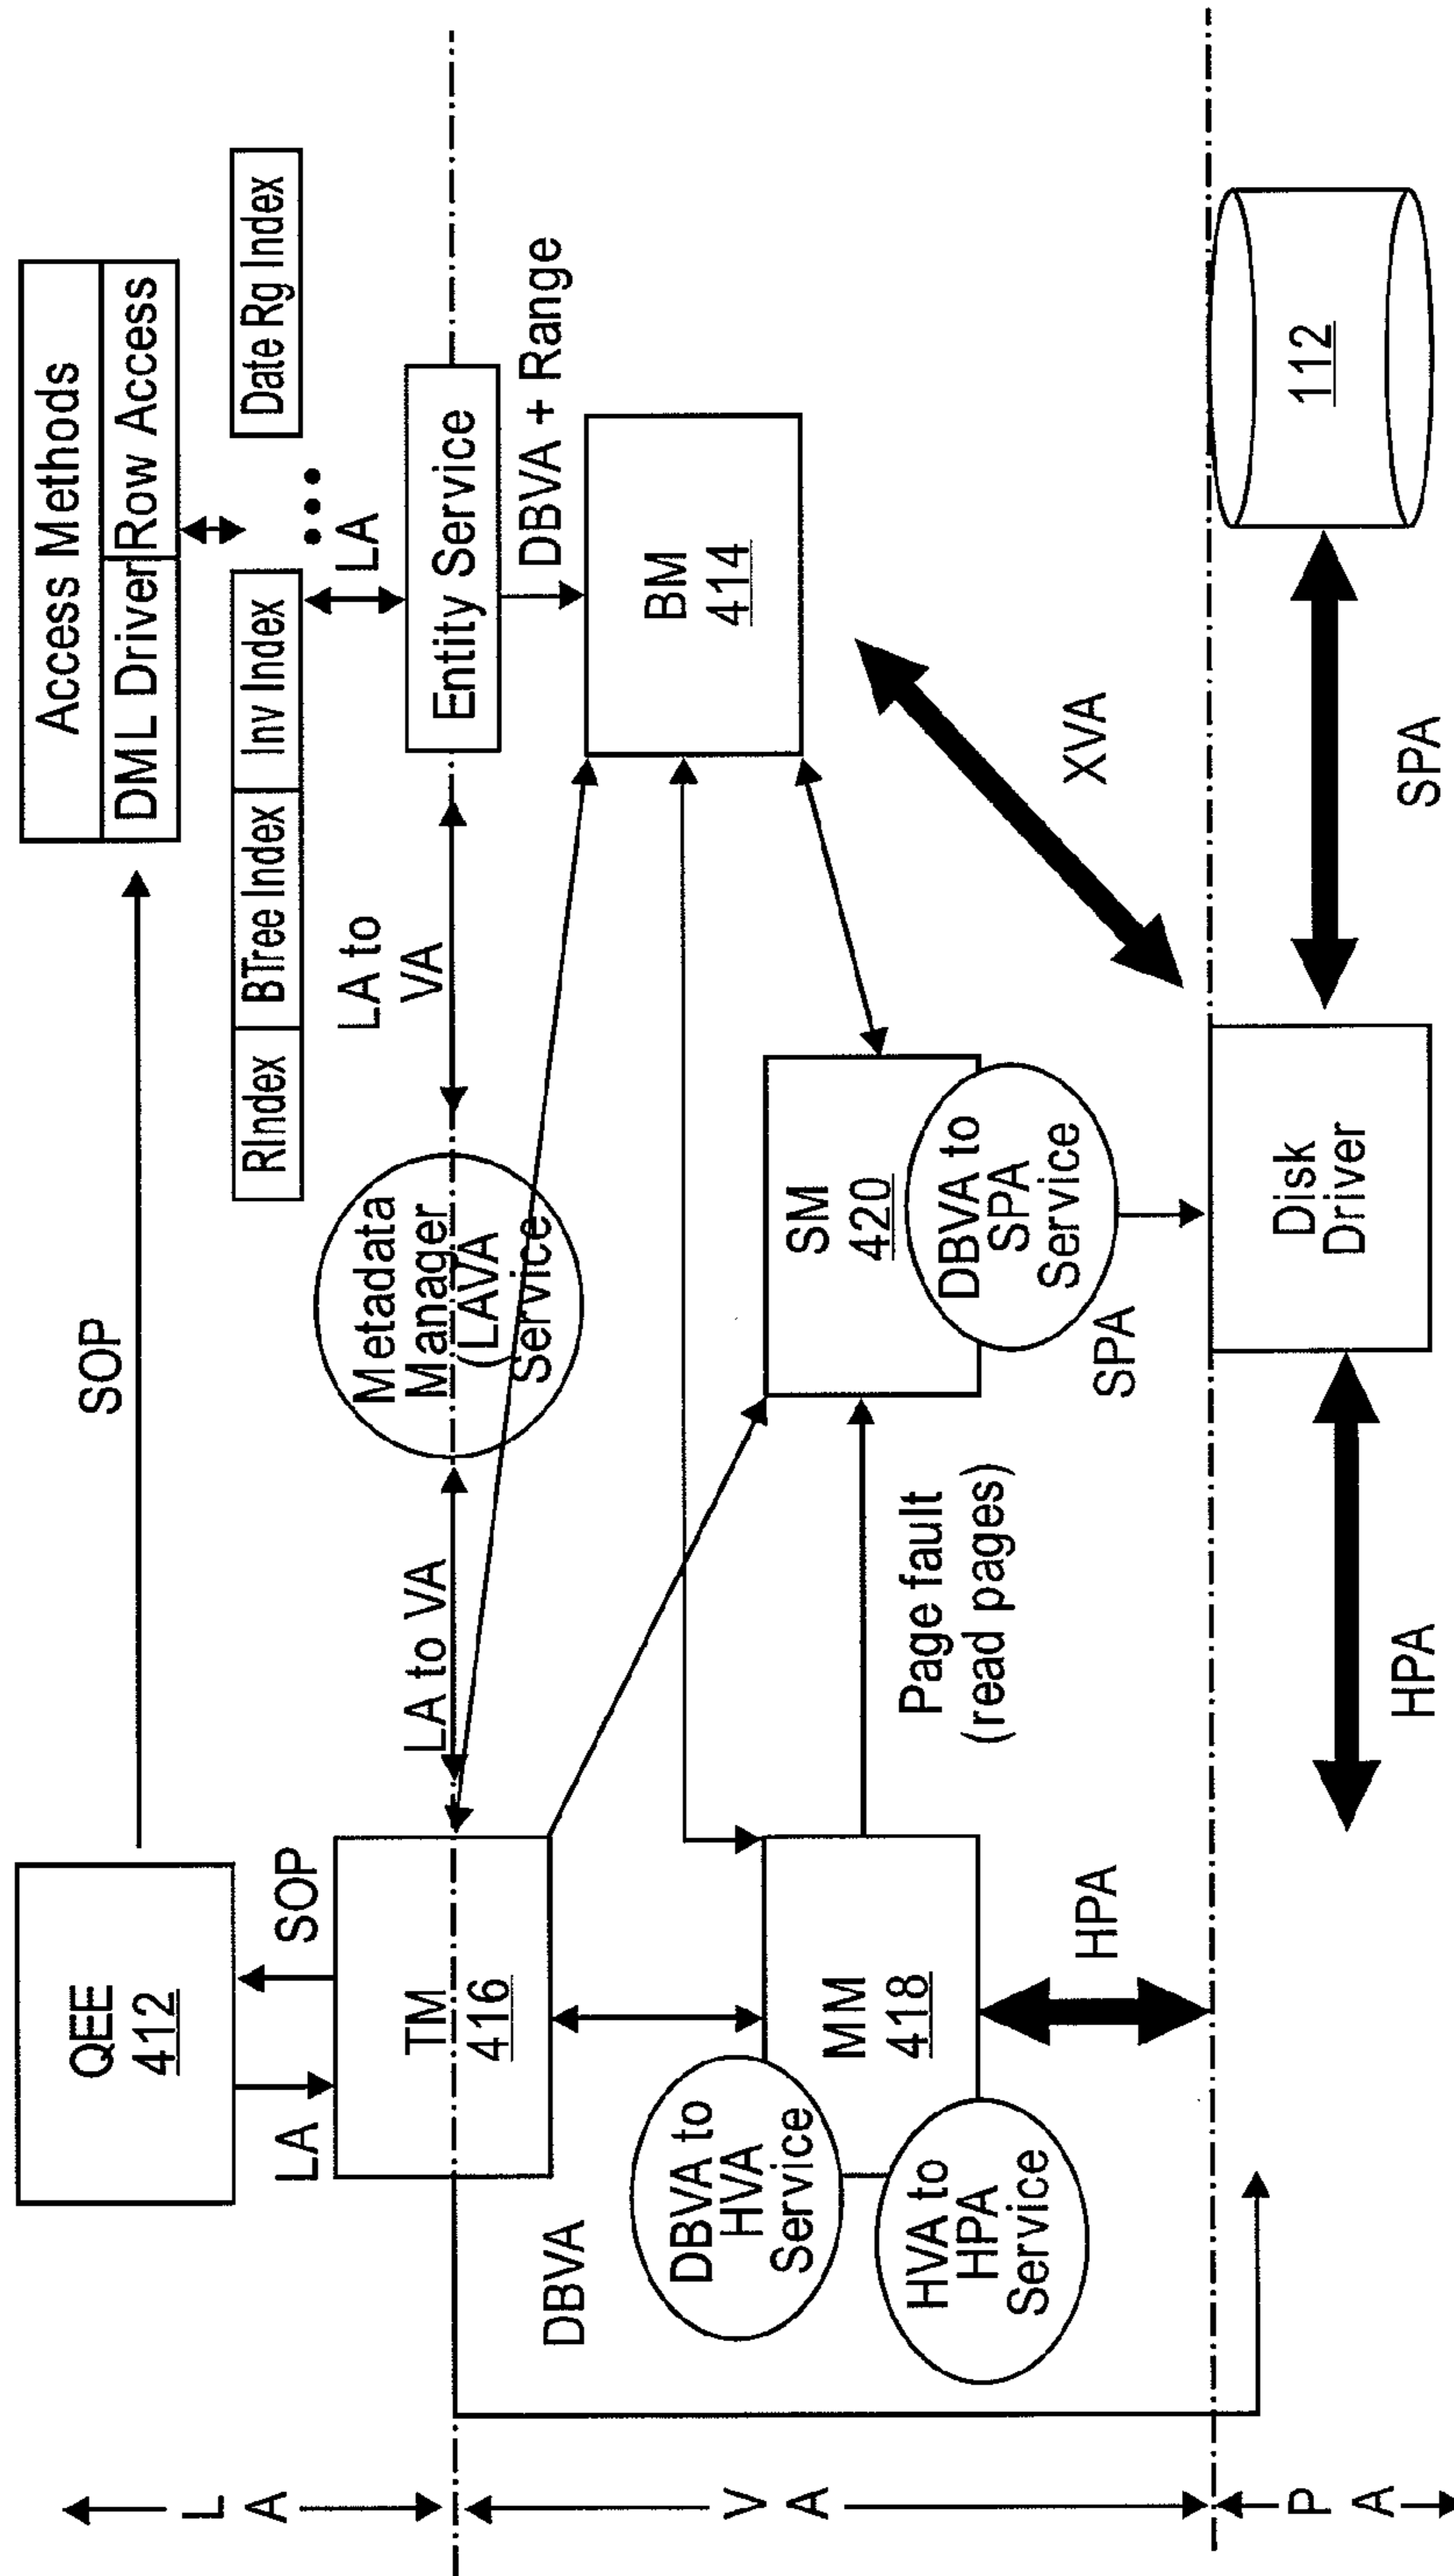 QEE
412
SOP
Access Methods
DML Driver
Row Access
LA
SOP
RIndex
BTree Index
Inv Index
Date Rg Index
LA
L
A
TM
416
LA to VA
Metadata
Manager
(LAVA
Service
LA to
VA
Entity Service
DBVA
DBVA + Range
BM
414
DBVA to
HVA
Service
MM
418
Page fault
(read pages)
SM
420
DBVA to
SPA
Service
HVA to
HPA
Service
V
A
HPA
SPA
XVA
Disk
Driver
112
HPA
SPA
P
A